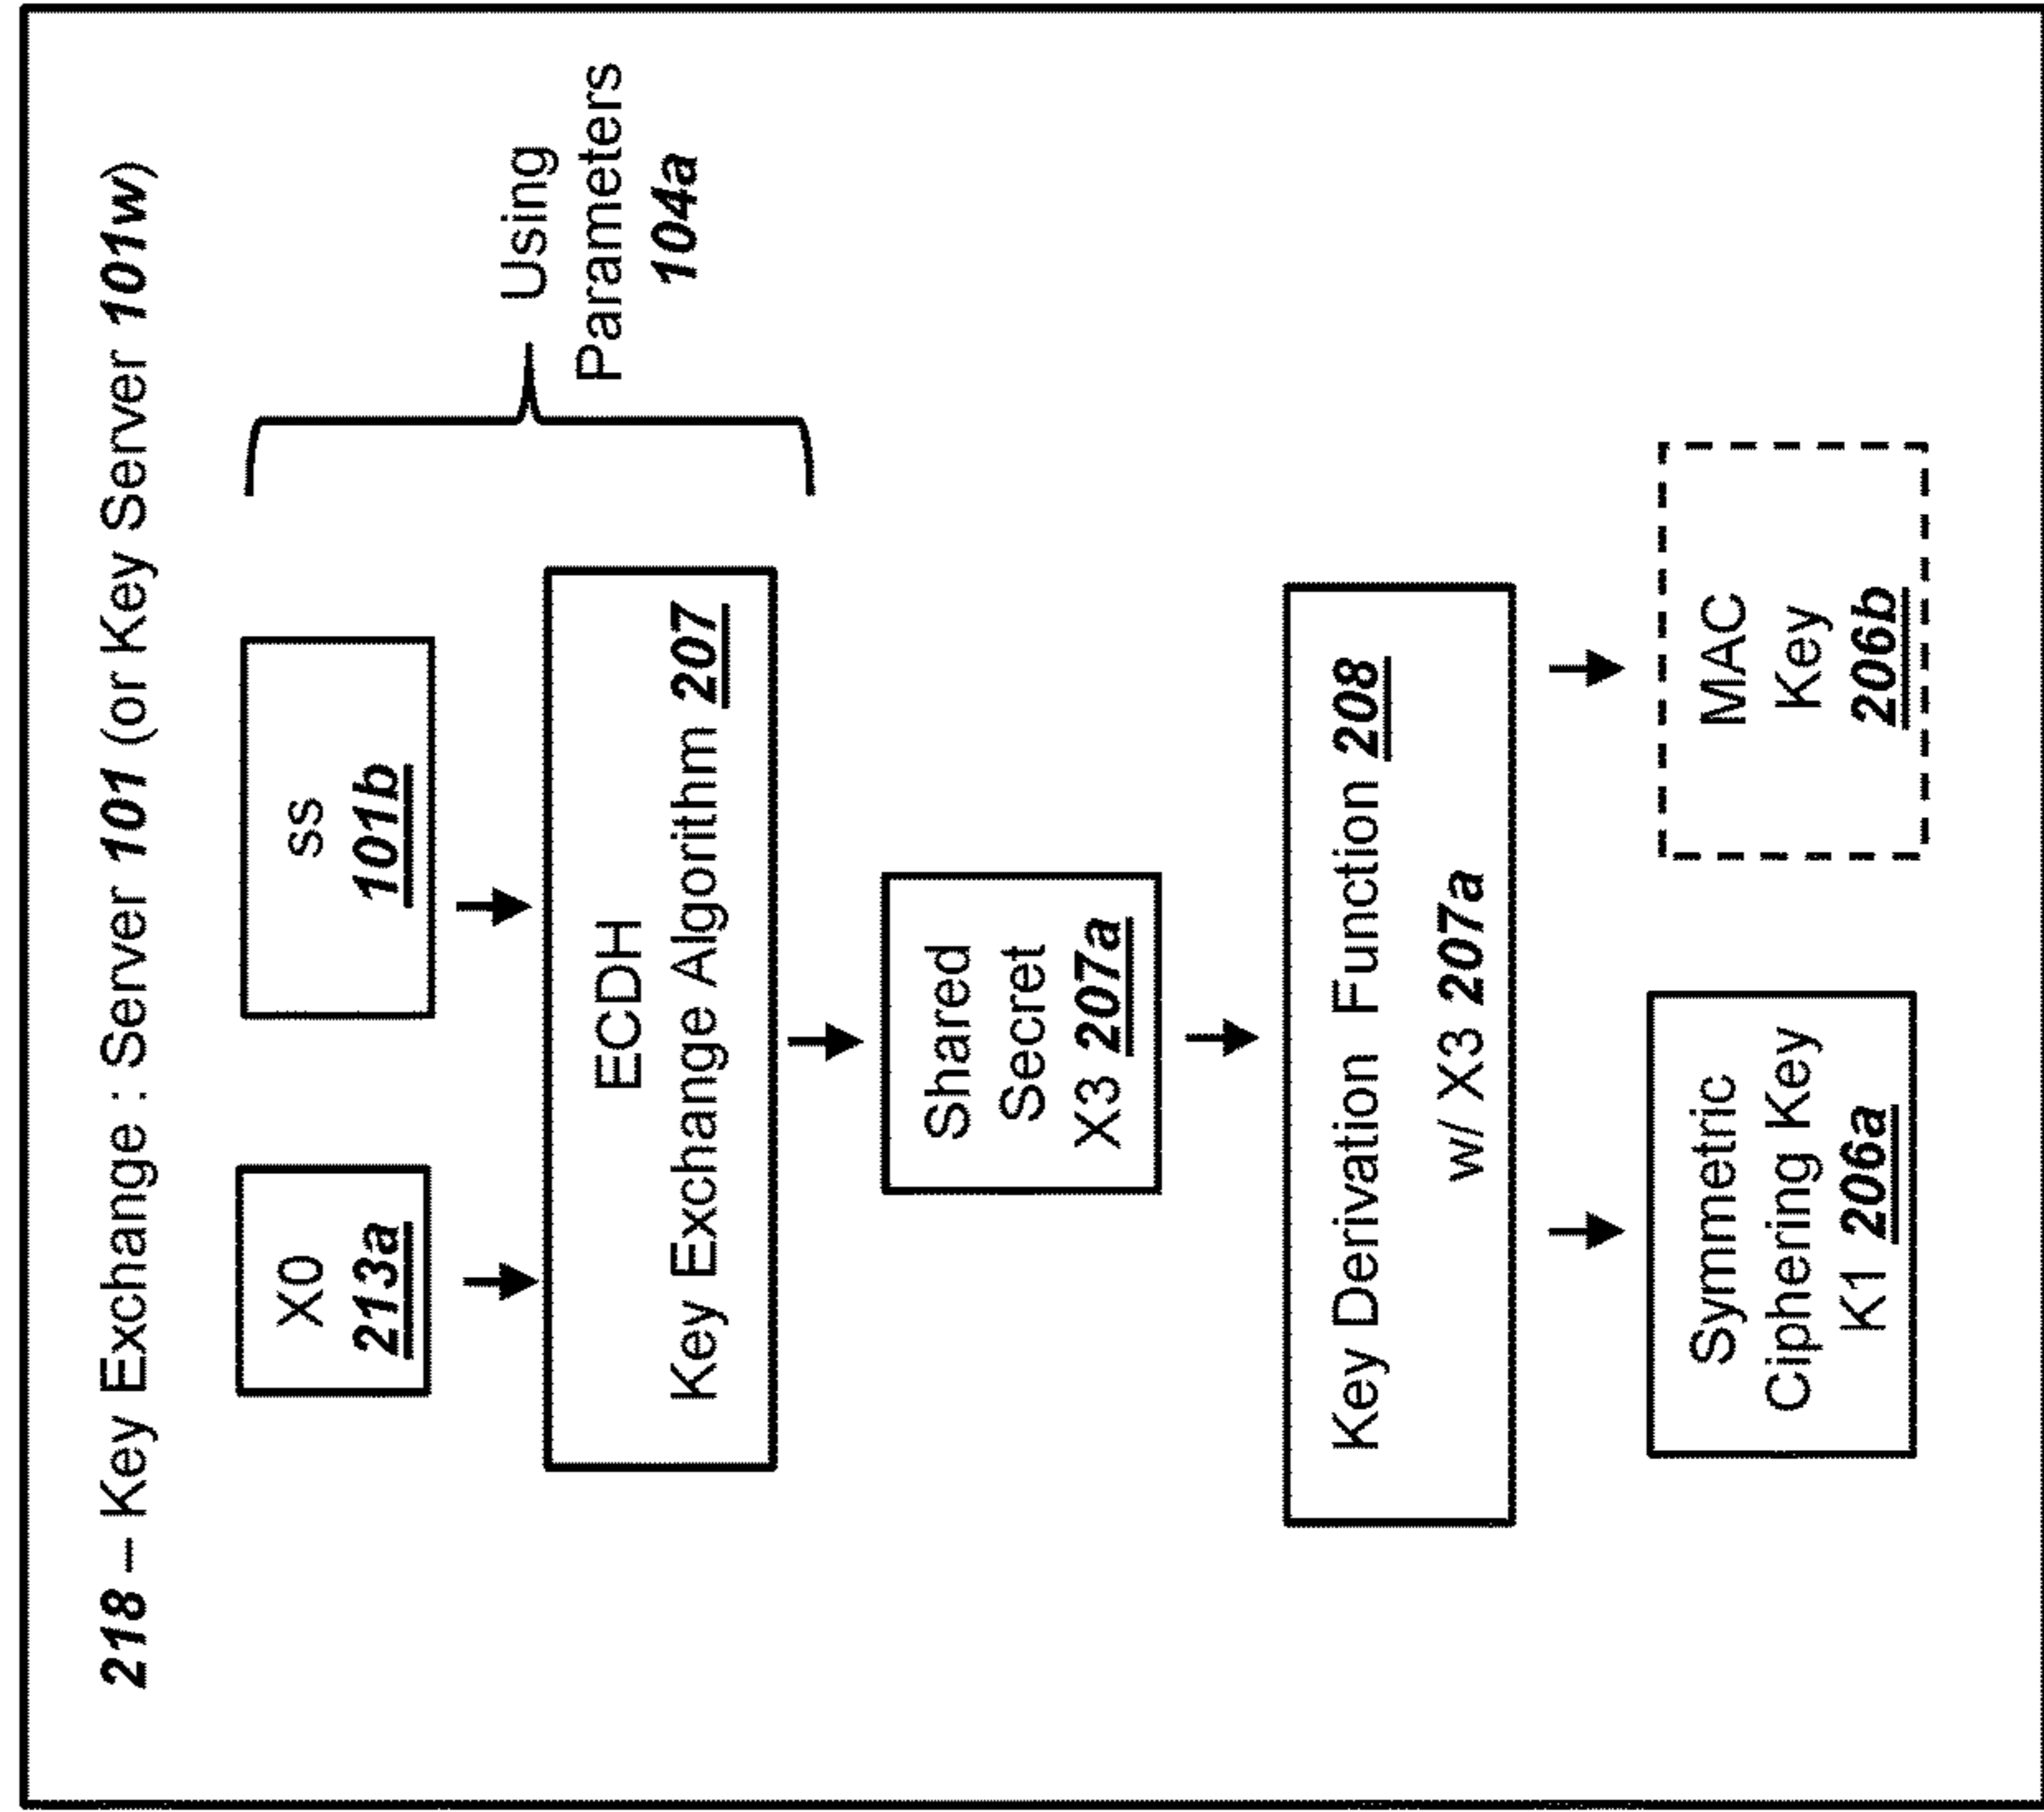 218 – Key Exchange : Server 101 (or Key Server 101w)
X0
213a
ss
101b
Using
Parameters
104a
ECDH
Key Exchange Algorithm 207
Shared
Secret
X3 207a
Key Derivation Function 208
w/ X3 207a
Symmetric
Ciphering Key
K1 206a
MAC
Key
206b